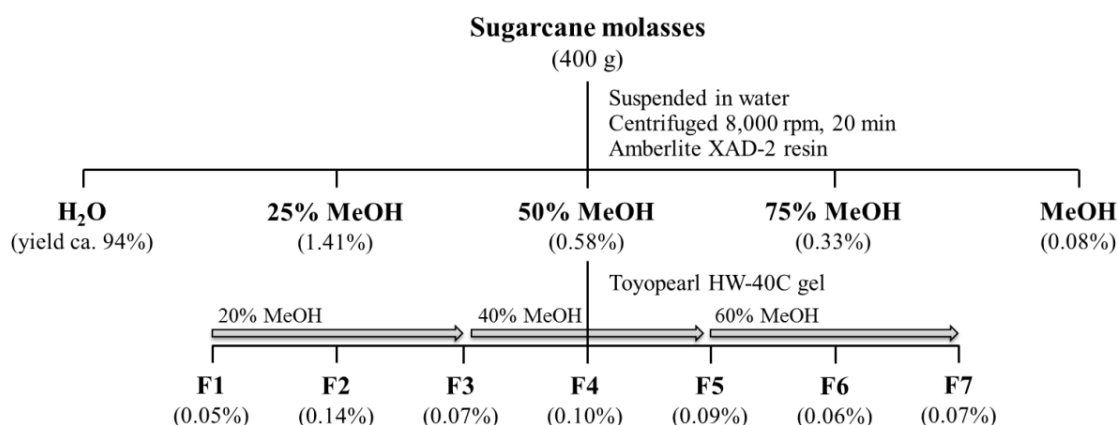 Sugarcane molasses
(400 g)
Suspended in water
Centrifuged 8,000 rpm, 20 min
Amberlite XAD-2 resin
H₂O 25% MeOH 50% MeOH 75% MeOH MeOH
(yield ca. 94%) (1.41%) (0.58%) (0.33%) (0.08%)
Toyopearl HW-40C gel
20% MeOH 40% MeOH 60% MeOH
F1 F2 F3 F4 F5 F6 F7
(0.05%) (0.14%) (0.07%) (0.10%) (0.09%) (0.06%) (0.07%)